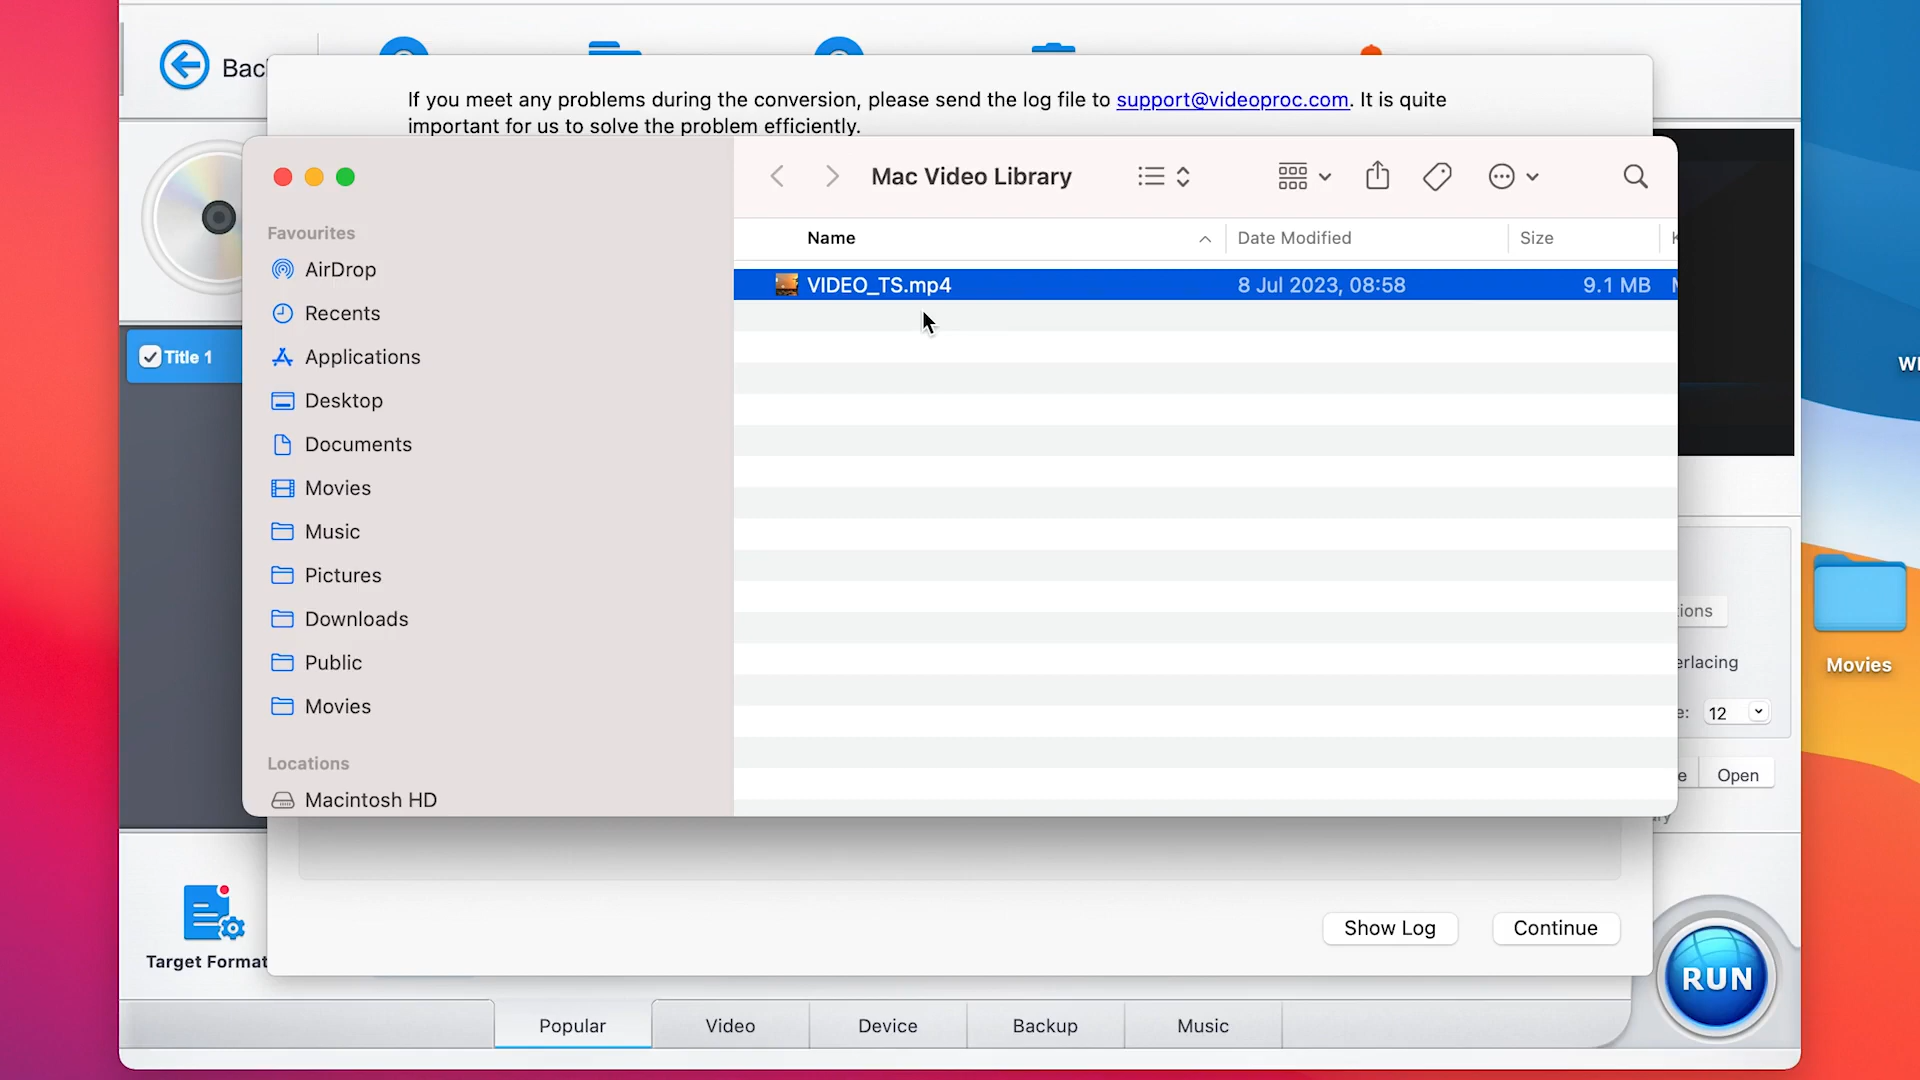 Back
If you meet any problems during the conversion, please send the log file to support@videoproc.com. It is quite
important for us to solve the problem efficiently.
Mac Video Library
Favourites
AirDrop
Recents
Applications
Desktop
Documents
Movies
Music
Pictures
Downloads
Public
Movies
Locations
Macintosh HD
Name
Date Modified
Size
VIDEO_TS.mp4
8 Jul 2023, 08:58
9.1 MB
Title 1
Movies
12
Open
Target Format
Show Log
Continue
RUN
Popular
Video
Device
Backup
Music